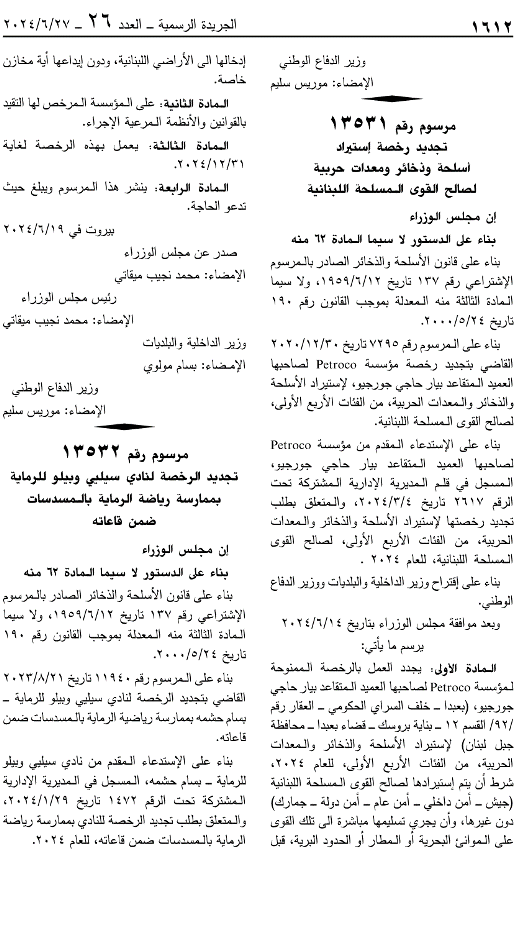 ١٦١٢
الجريدة الرسمية ـ العدد ٢٦ ـ ٢٠٢٤/٦/٢٧
وزير الدفاع الوطني
الإمضاء: موريس سليم
مرسوم رقم ١٣٥٣١
تجديد رخصة إستيراد
أسلحة وذخائر ومعدات حربية
لصالح القوى المسلحة اللبنانية
إن مجلس الوزراء
بناء على الدستور لا سيما المادة ٦٢ منه
بناء على قانون الأسلحة والذخائر الصادر بالمرسوم
الإشتراعي رقم ١٣٧ تاريخ ١٩٥٩/٦/١٢، ولا سيما
المادة الثالثة منه المعدلة بموجب القانون رقم ١٩٠
تاريخ ٢٠٠٠/٥/٢٤،
بناء على المرسوم رقم ٧٢٩٥ تاريخ ٢٠٢٠/١٢/٣٠
القاضي بتجديد رخصة مؤسسة Petroco لصاحبها
العميد المتقاعد بيار حاجي جورجيو، لإستيراد الأسلحة
والذخائر والمعدات الحربية، من الفئات الأربع الأولى،
لصالح القوى المسلحة اللبنانية.
بناء على الإستدعاء المقدم من مؤسسة Petroco
لصاحبها العميد المتقاعد بيار حاجي جورجيو،
المسجل في قلم المديرية الإدارية المشتركة تحت
الرقم ٢٦١٧ تاريخ ٢٠٢٤/٣/٤، والمتعلق بطلب
تجديد رخصتها لإستيراد الأسلحة والذخائر والمعدات
الحربية، من الفئات الأربع الأولى، لصالح القوى
المسلحة اللبنانية، للعام ٢٠٢٤ .
بناء على إقتراح وزير الداخلية والبلديات ووزير الدفاع
الوطني.
وبعد موافقة مجلس الوزراء بتاريخ ٢٠٢٤/٦/١٤
يرسم ما يأتي:
المادة الأولى: يجدد العمل بالرخصة الممنوحة
لمؤسسة Petroco لصاحبها العميد المتقاعد بيار حاجي
جورجيو، (بعبدا ـ خلف السراي الحكومي ـ العقار رقم
/٩٢/ القسم ١٢ ـ بناية بروسك ـ قضاء بعبدا ـ محافظة
جبل لبنان) لإستيراد الأسلحة والذخائر والمعدات
الحربية، من الفئات الأربع الأولى، للعام ٢٠٢٤،
شرط أن يتم إستيرادها لصالح القوى المسلحة اللبنانية
(جيش ـ أمن داخلي ـ أمن عام ـ أمن دولة ـ جمارك)
دون غيرها، وأن يجري تسليمها مباشرة الى تلك القوى
على الموانئ البحرية أو المطار أو الحدود البرية، قبل
إدخالها الى الأراضي اللبنانية، ودون إيداعها أية مخازن
خاصة.
المادة الثانية: على المؤسسة المرخص لها التقيد
بالقوانين والأنظمة المرعية الإجراء.
المادة الثالثة: يعمل بهذه الرخصة لغاية
٢٠٢٤/١٢/٣١.
المادة الرابعة: ينشر هذا المرسوم ويبلغ حيث
تدعو الحاجة.
بيروت في ٢٠٢٤/٦/١٩
صدر عن مجلس الوزراء
الإمضاء: محمد نجيب ميقاتي
رئيس مجلس الوزراء
الإمضاء: محمد نجيب ميقاتي
وزير الداخلية والبلديات
الإمضاء: بسام مولوي
وزير الدفاع الوطني
الإمضاء: موريس سليم
مرسوم رقم ١٣٥٣٢
تجديد الرخصة لنادي سيليي وبيلو للرماية
بممارسة رياضة الرماية بالمسدسات
ضمن قاعاته
إن مجلس الوزراء
بناء على الدستور لا سيما المادة ٦٢ منه
بناء على قانون الأسلحة والذخائر الصادر بالمرسوم
الإشتراعي رقم ١٣٧ تاريخ ١٩٥٩/٦/١٢، ولا سيما
المادة الثالثة منه المعدلة بموجب القانون رقم ١٩٠
تاريخ ٢٠٠٠/٥/٢٤،
بناء على المرسوم رقم ١١٩٤٠ تاريخ ٢٠٢٣/٨/٢١
القاضي بتجديد الرخصة لنادي سيليي وبيلو للرماية ـ
بسام حشمه بممارسة رياضية الرماية بالمسدسات ضمن
قاعاته.
بناء على الإستدعاء المقدم من نادي سيليي وبيلو
للرماية ـ بسام حشمه، المسجل في المديرية الإدارية
المشتركة تحت الرقم ١٤٧٢ تاريخ ٢٠٢٤/١/٢٩،
والمتعلق بطلب تجديد الرخصة للنادي بممارسة رياضة
الرماية بالمسدسات ضمن قاعاته، للعام ٢٠٢٤.